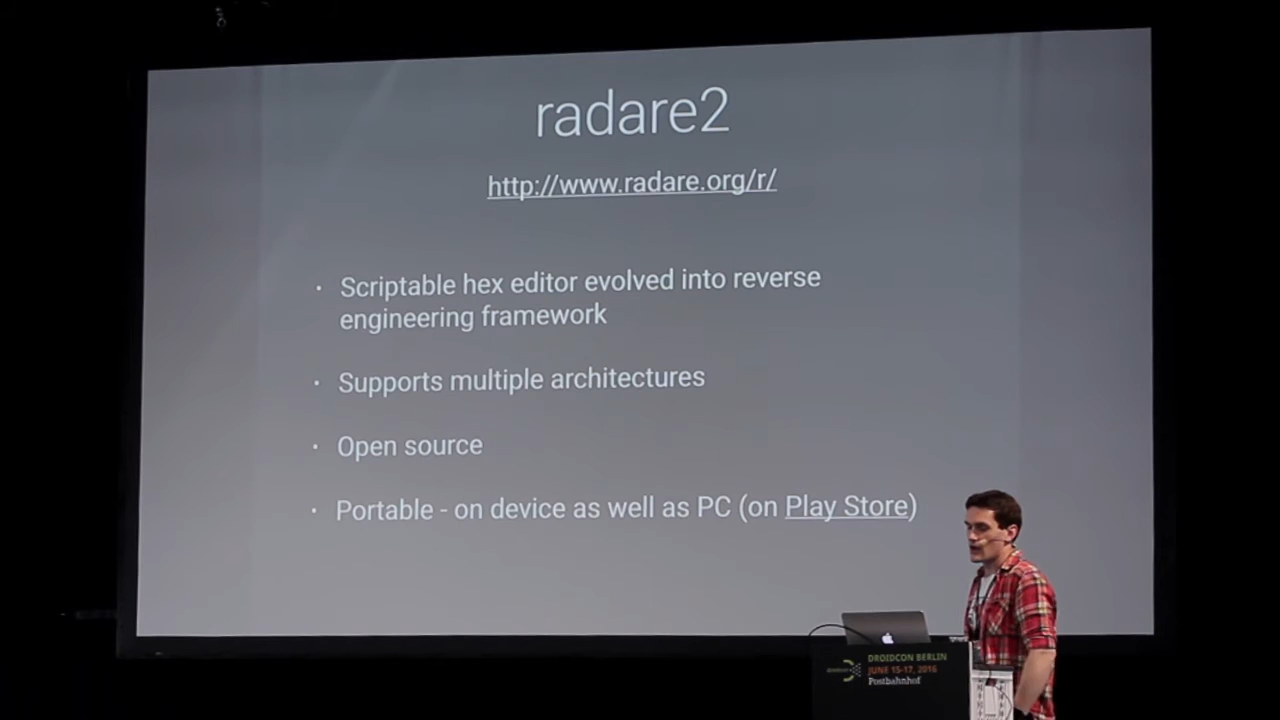 radare2
http://www.radare.org/r/
· Scriptable hex editor evolved into reverse
engineering framework
· Supports multiple architectures
· Open source
· Portable - on device as well as PC (on Play Store)
DROIDCON BERLIN
JUNE 15-17, 2016
Postbahnhof